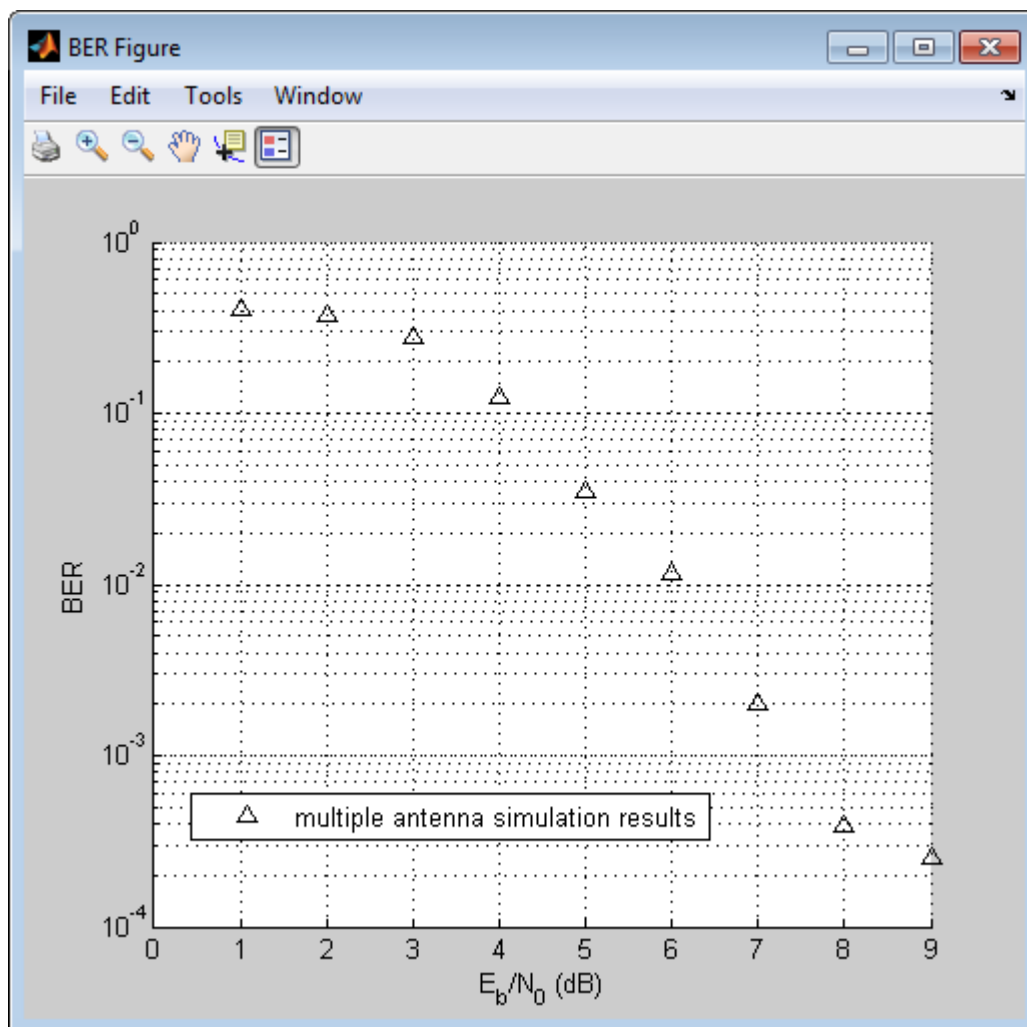 BER Figure
File Edit Tools Window
10^0
10^-1
10^-2
10^-3
10^-4
BER
multiple antenna simulation results
0 1 2 3 4 5 6 7 8 9
E_b/N_0 (dB)